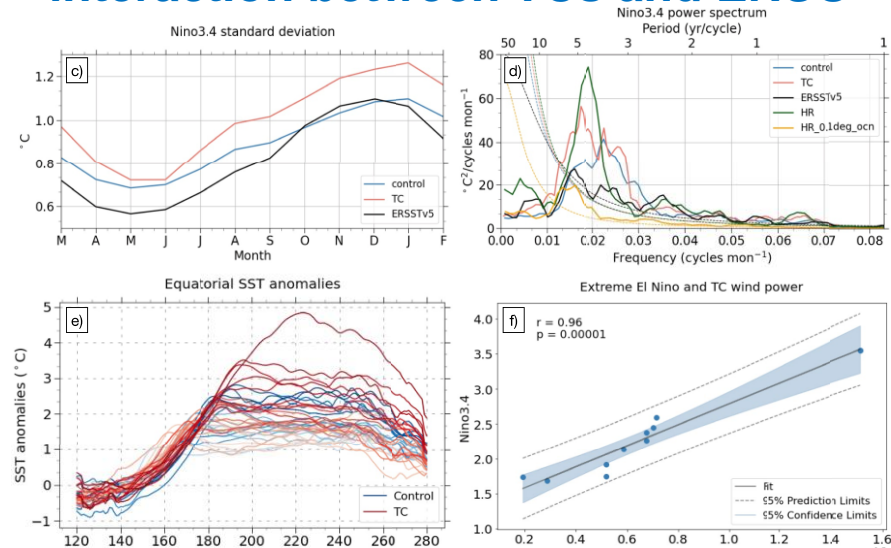 Interaction between TCs and ENSO
Nino3.4 standard deviation
c)
1.2
1.0
0.8
0.6
°C
control
TC
ERSSTv5
M A M J J A S O N D J F
Month
Nino3.4 power spectrum
Period (yr/cycle)
50 10 5 3 2 1 1
d)
80
60
40
20
0
°C²/cycles mon⁻¹
control
TC
ERSSTv5
HR
HR_0.1deg_ocn
0.00 0.01 0.02 0.03 0.04 0.05 0.06 0.07 0.08
Frequency (cycles mon⁻¹)
Equatorial SST anomalies
e)
5
4
3
2
1
0
−1
SST anomalies (°C)
Control
TC
120 140 160 180 200 220 240 260 280
Extreme El Nino and TC wind power
f)
r = 0.96
p = 0.00001
4.0
3.5
3.0
2.5
2.0
1.5
1.0
Nino3.4
fit
95% Prediction Limits
95% Confidence Limits
0.2 0.4 0.6 0.8 1.0 1.2 1.4 1.6